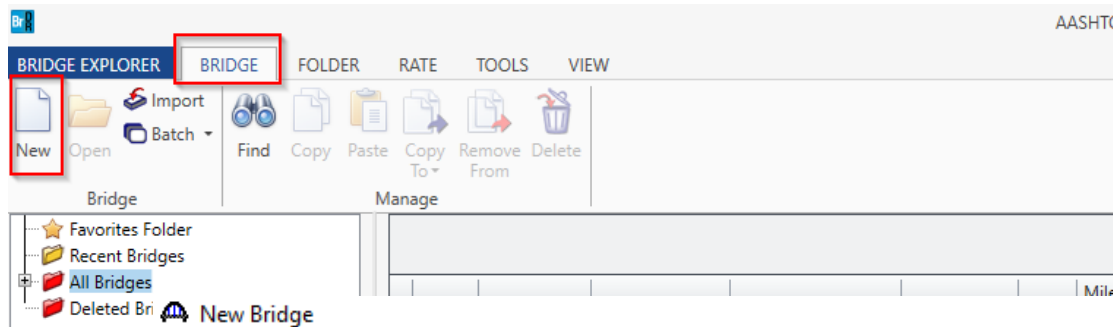 Br DR
AASHTO
BRIDGE EXPLORER BRIDGE FOLDER RATE TOOLS VIEW
New Open Import Batch Find Copy Paste Copy To Remove From Delete
Bridge Manage
Favorites Folder
Recent Bridges
All Bridges
Mile
Deleted Bri
New Bridge